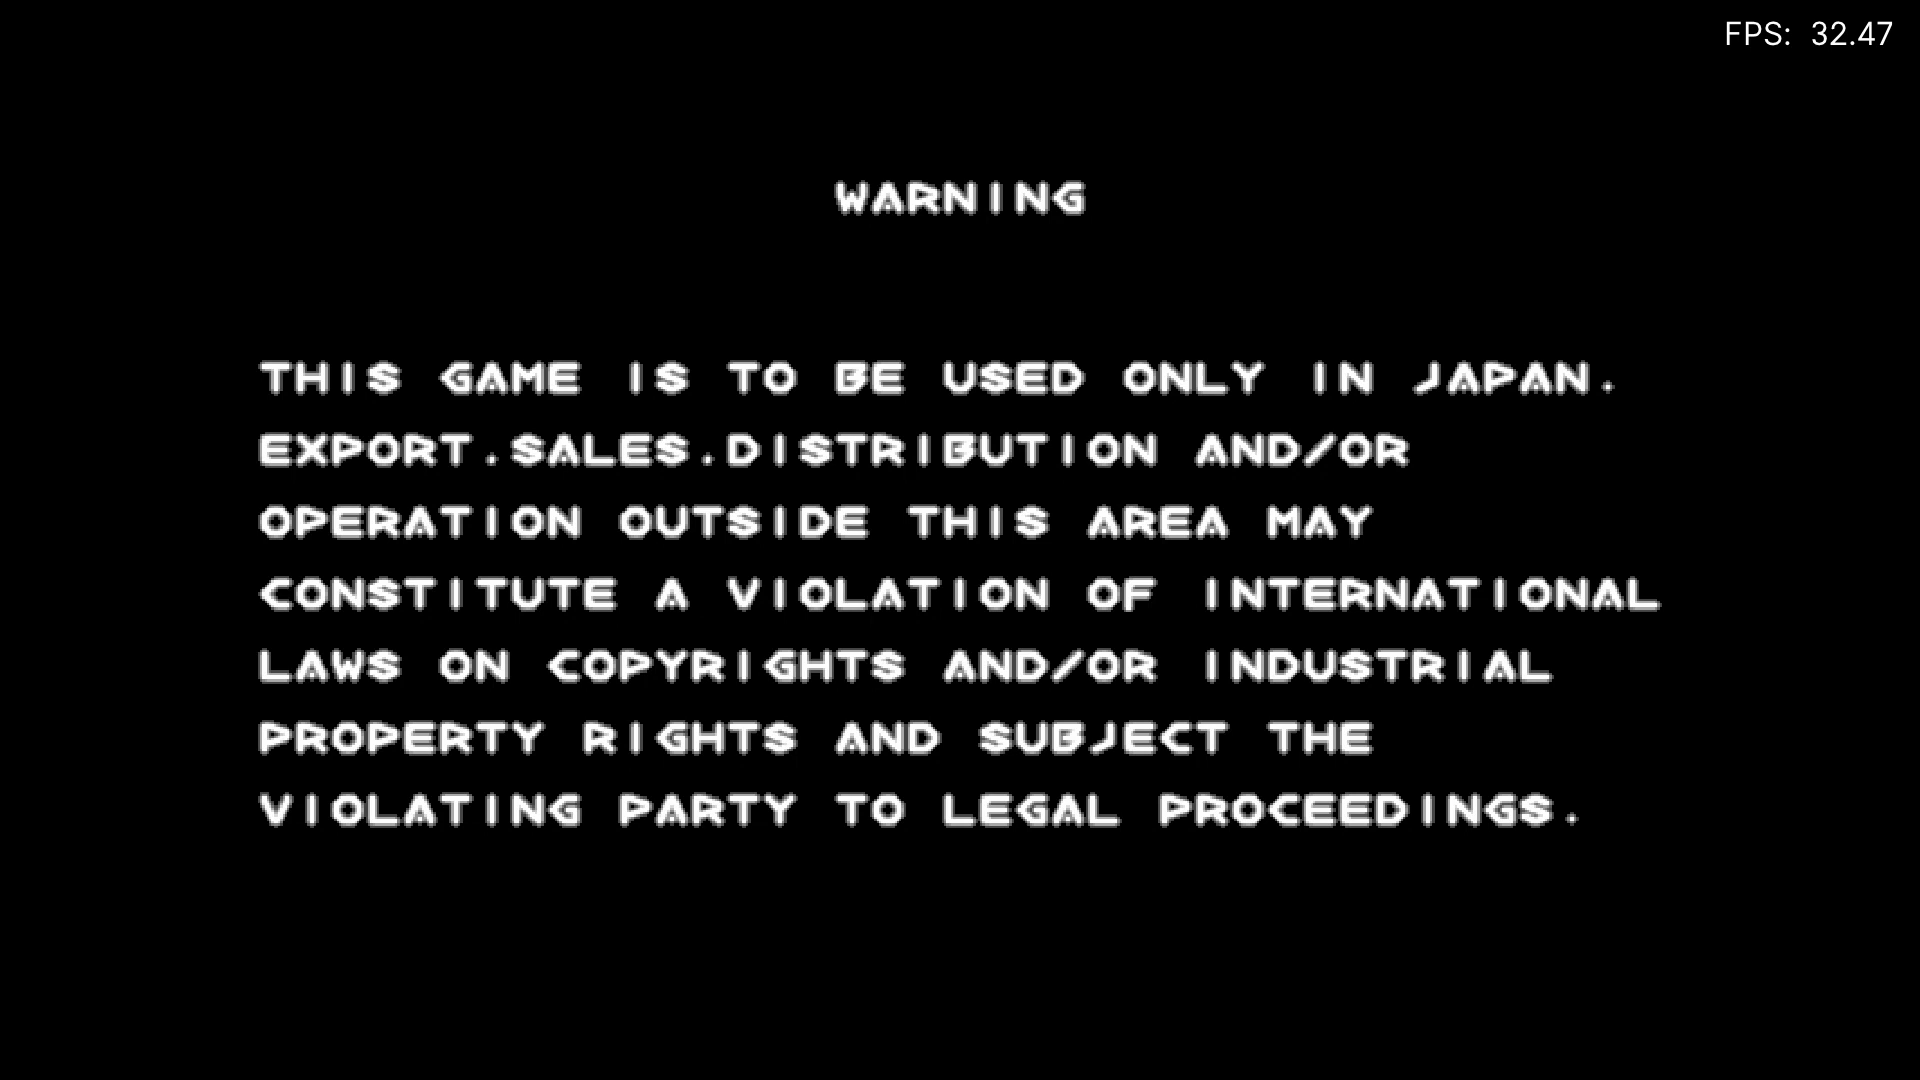 FPS: 32.47
WARNING
THIS GAME IS TO BE USED ONLY IN JAPAN.
EXPORT.SALES.DISTRIBUTION AND/OR
OPERATION OUTSIDE THIS AREA MAY
CONSTITUTE A VIOLATION OF INTERNATIONAL
LAWS ON COPYRIGHTS AND/OR INDUSTRIAL
PROPERTY RIGHTS AND SUBJECT THE
VIOLATING PARTY TO LEGAL PROCEEDINGS.